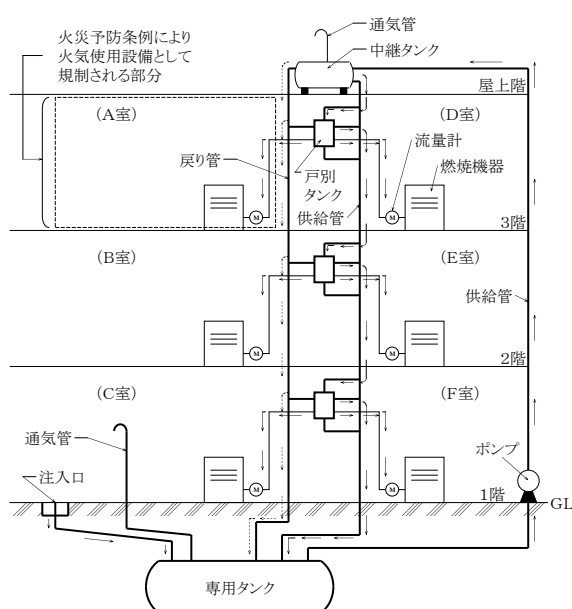 火災予防条例により
火気使用設備として
規制される部分
通気管
中継タンク
屋上階
(A室)
(D室)
流量計
燃焼機器
戻り管
戸別
タンク
供給管
M
M
3階
(B室)
(E室)
供給管
M
M
2階
(C室)
(F室)
通気管
注入口
ポンプ
M
M
1階
GL
専用タンク